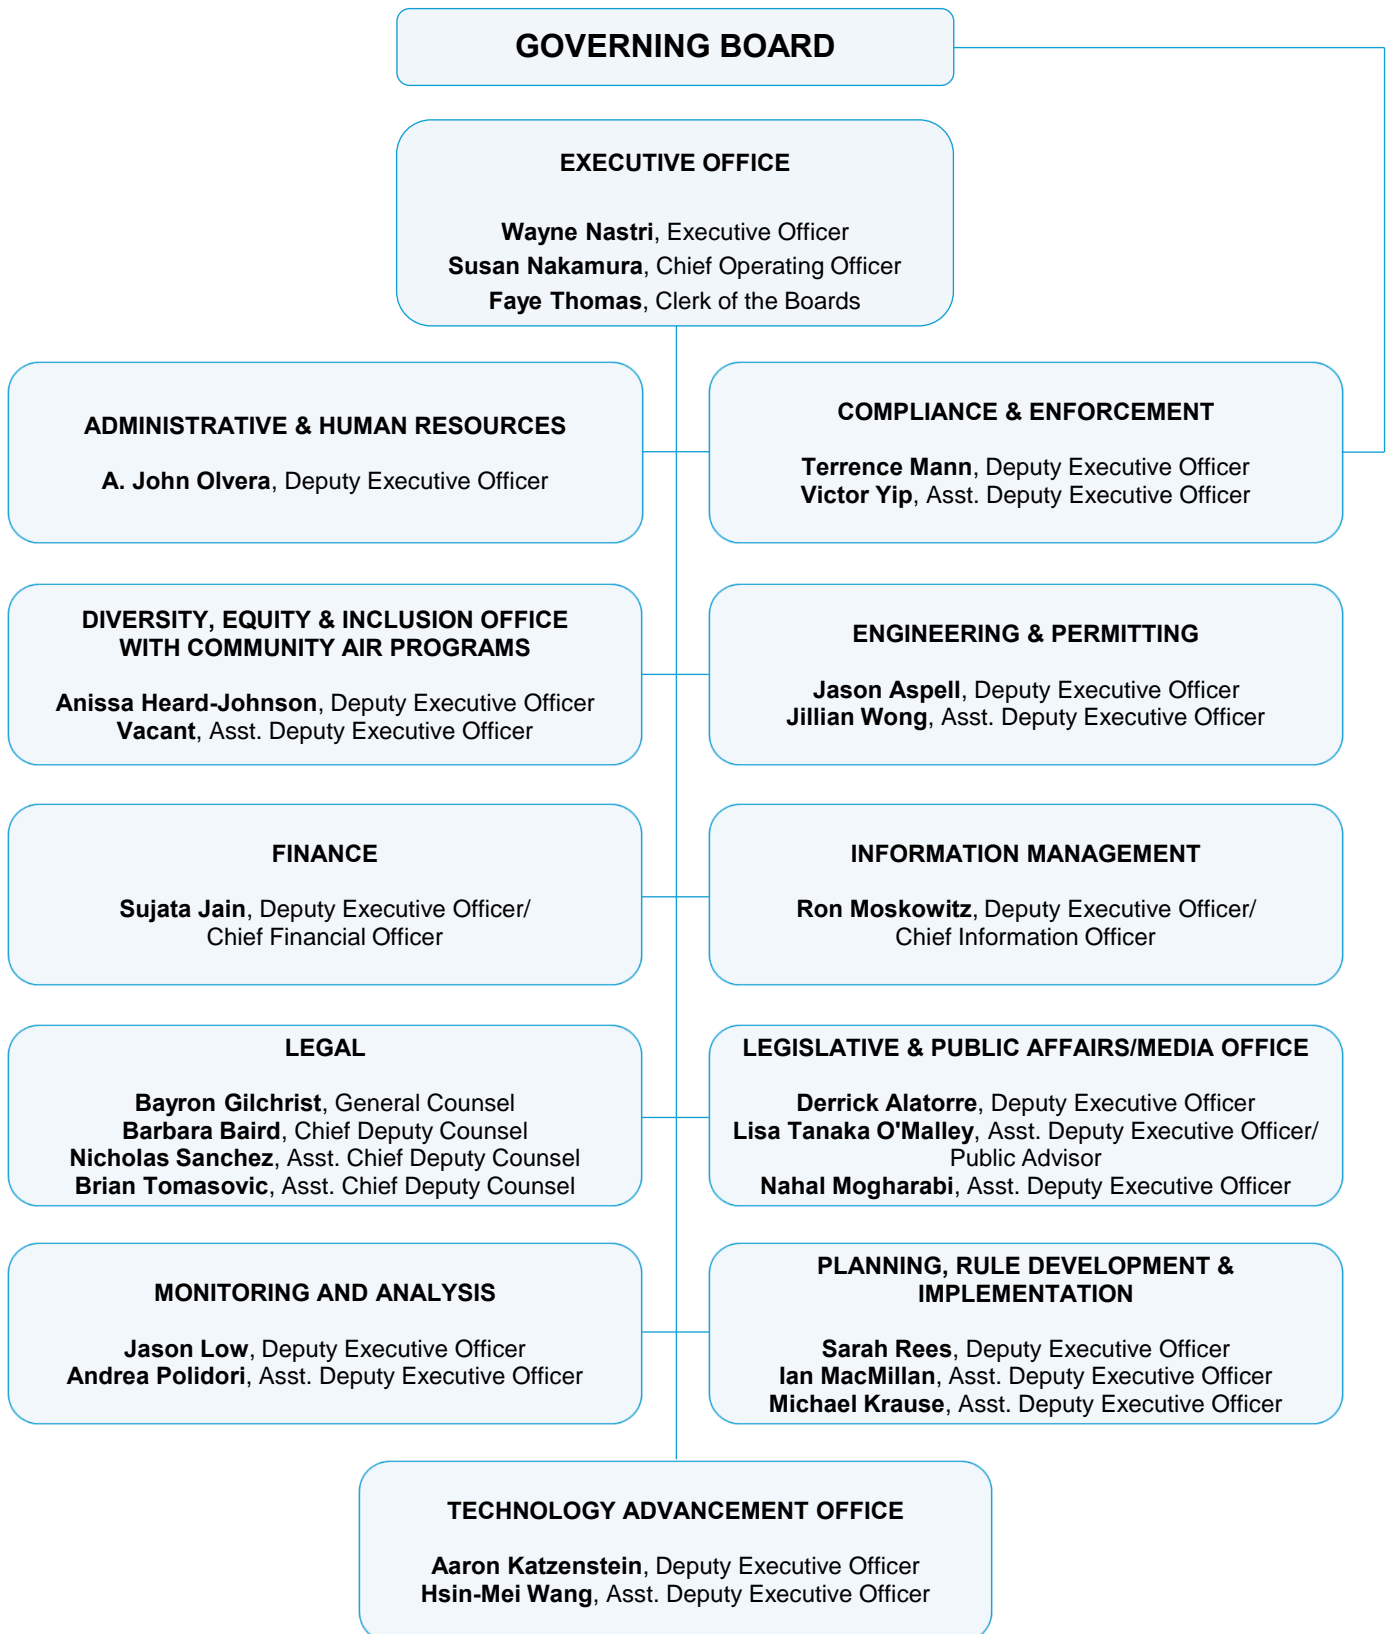 GOVERNING BOARD
EXECUTIVE OFFICE
Wayne Nastri, Executive Officer
Susan Nakamura, Chief Operating Officer
Faye Thomas, Clerk of the Boards
ADMINISTRATIVE & HUMAN RESOURCES
A. John Olvera, Deputy Executive Officer
COMPLIANCE & ENFORCEMENT
Terrence Mann, Deputy Executive Officer
Victor Yip, Asst. Deputy Executive Officer
DIVERSITY, EQUITY & INCLUSION OFFICE
WITH COMMUNITY AIR PROGRAMS
Anissa Heard-Johnson, Deputy Executive Officer
Vacant, Asst. Deputy Executive Officer
ENGINEERING & PERMITTING
Jason Aspell, Deputy Executive Officer
Jillian Wong, Asst. Deputy Executive Officer
FINANCE
Sujata Jain, Deputy Executive Officer/
Chief Financial Officer
INFORMATION MANAGEMENT
Ron Moskowitz, Deputy Executive Officer/
Chief Information Officer
LEGAL
Bayron Gilchrist, General Counsel
Barbara Baird, Chief Deputy Counsel
Nicholas Sanchez, Asst. Chief Deputy Counsel
Brian Tomasovic, Asst. Chief Deputy Counsel
LEGISLATIVE & PUBLIC AFFAIRS/MEDIA OFFICE
Derrick Alatorre, Deputy Executive Officer
Lisa Tanaka O'Malley, Asst. Deputy Executive Officer/
Public Advisor
Nahal Mogharabi, Asst. Deputy Executive Officer
MONITORING AND ANALYSIS
Jason Low, Deputy Executive Officer
Andrea Polidori, Asst. Deputy Executive Officer
PLANNING, RULE DEVELOPMENT &
IMPLEMENTATION
Sarah Rees, Deputy Executive Officer
Ian MacMillan, Asst. Deputy Executive Officer
Michael Krause, Asst. Deputy Executive Officer
TECHNOLOGY ADVANCEMENT OFFICE
Aaron Katzenstein, Deputy Executive Officer
Hsin-Mei Wang, Asst. Deputy Executive Officer